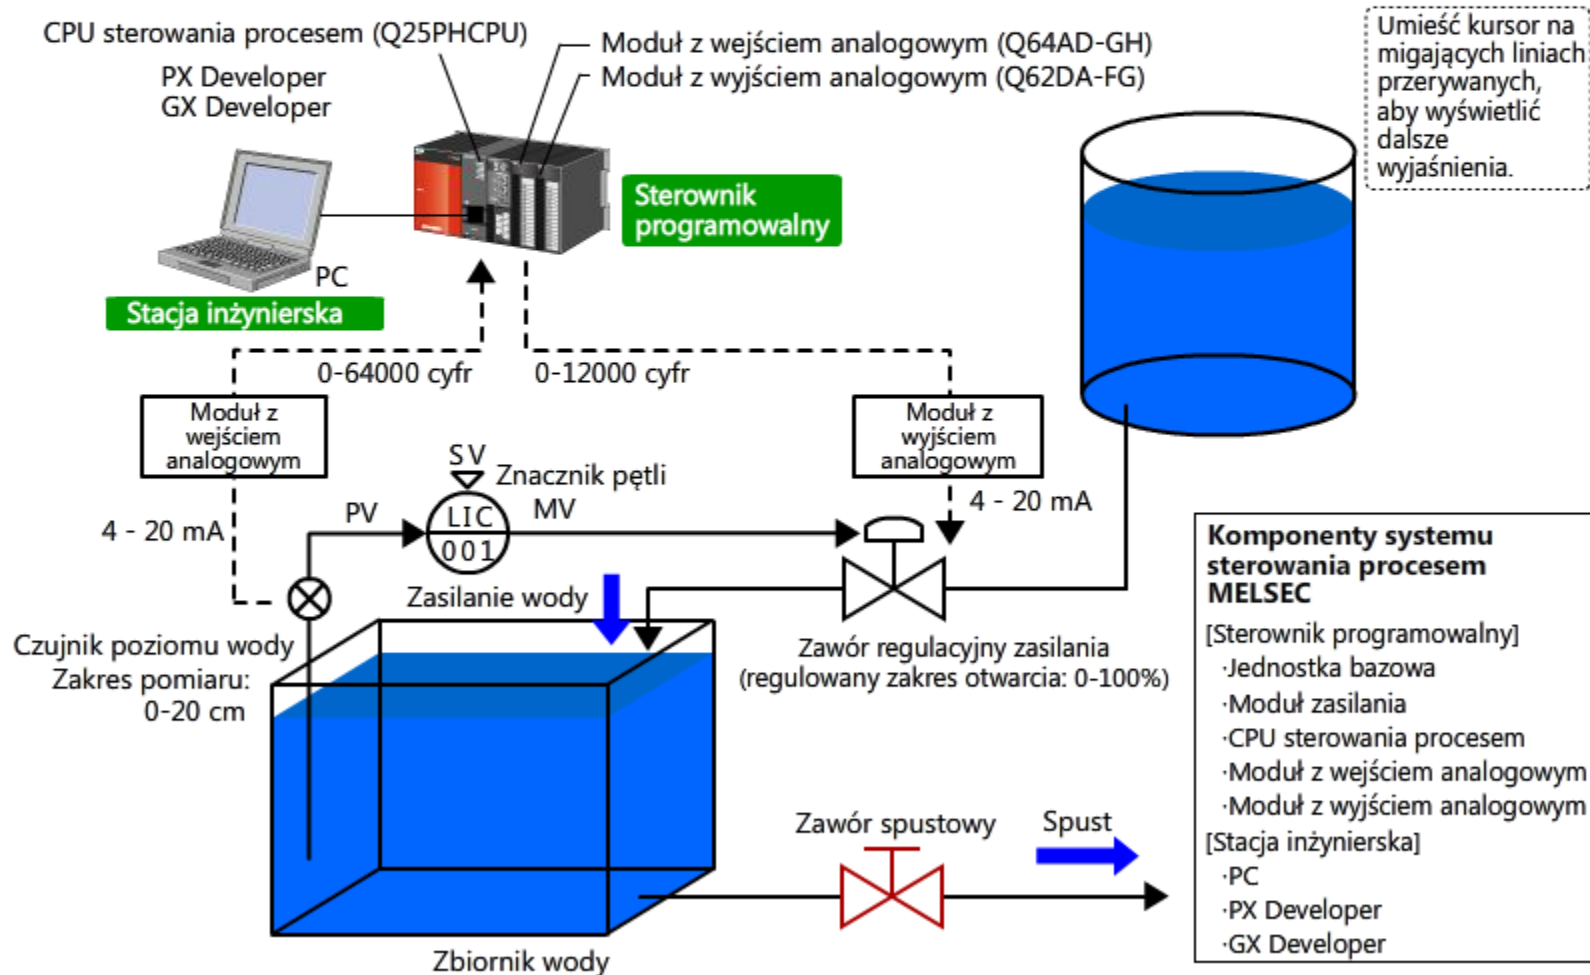 CPU sterowania procesem (Q25PHCPU)
PX Developer
GX Developer
Moduł z wejściem analogowym (Q64AD-GH)
Moduł z wyjściem analogowym (Q62DA-FG)
Umieść kursor na
migających liniach
przerywanych,
aby wyświetlić
dalsze
wyjaśnienia.
Sterownik
programowalny
PC
Stacja inżynierska
0-64000 cyfr
0-12000 cyfr
Moduł z
wejściem
analogowym
Moduł z
wyjściem
analogowym
SV
Znacznik pętli
4 - 20 mA
PV
LIC
001
MV
4 - 20 mA
Zasilanie wody
Czujnik poziomu wody
Zakres pomiaru:
0-20 cm
Zawór regulacyjny zasilania
(regulowany zakres otwarcia: 0-100%)
Komponenty systemu
sterowania procesem
MELSEC
[Sterownik programowalny]
·Jednostka bazowa
·Moduł zasilania
·CPU sterowania procesem
·Moduł z wejściem analogowym
·Moduł z wyjściem analogowym
[Stacja inżynierska]
·PC
·PX Developer
·GX Developer
Zawór spustowy
Spust
Zbiornik wody